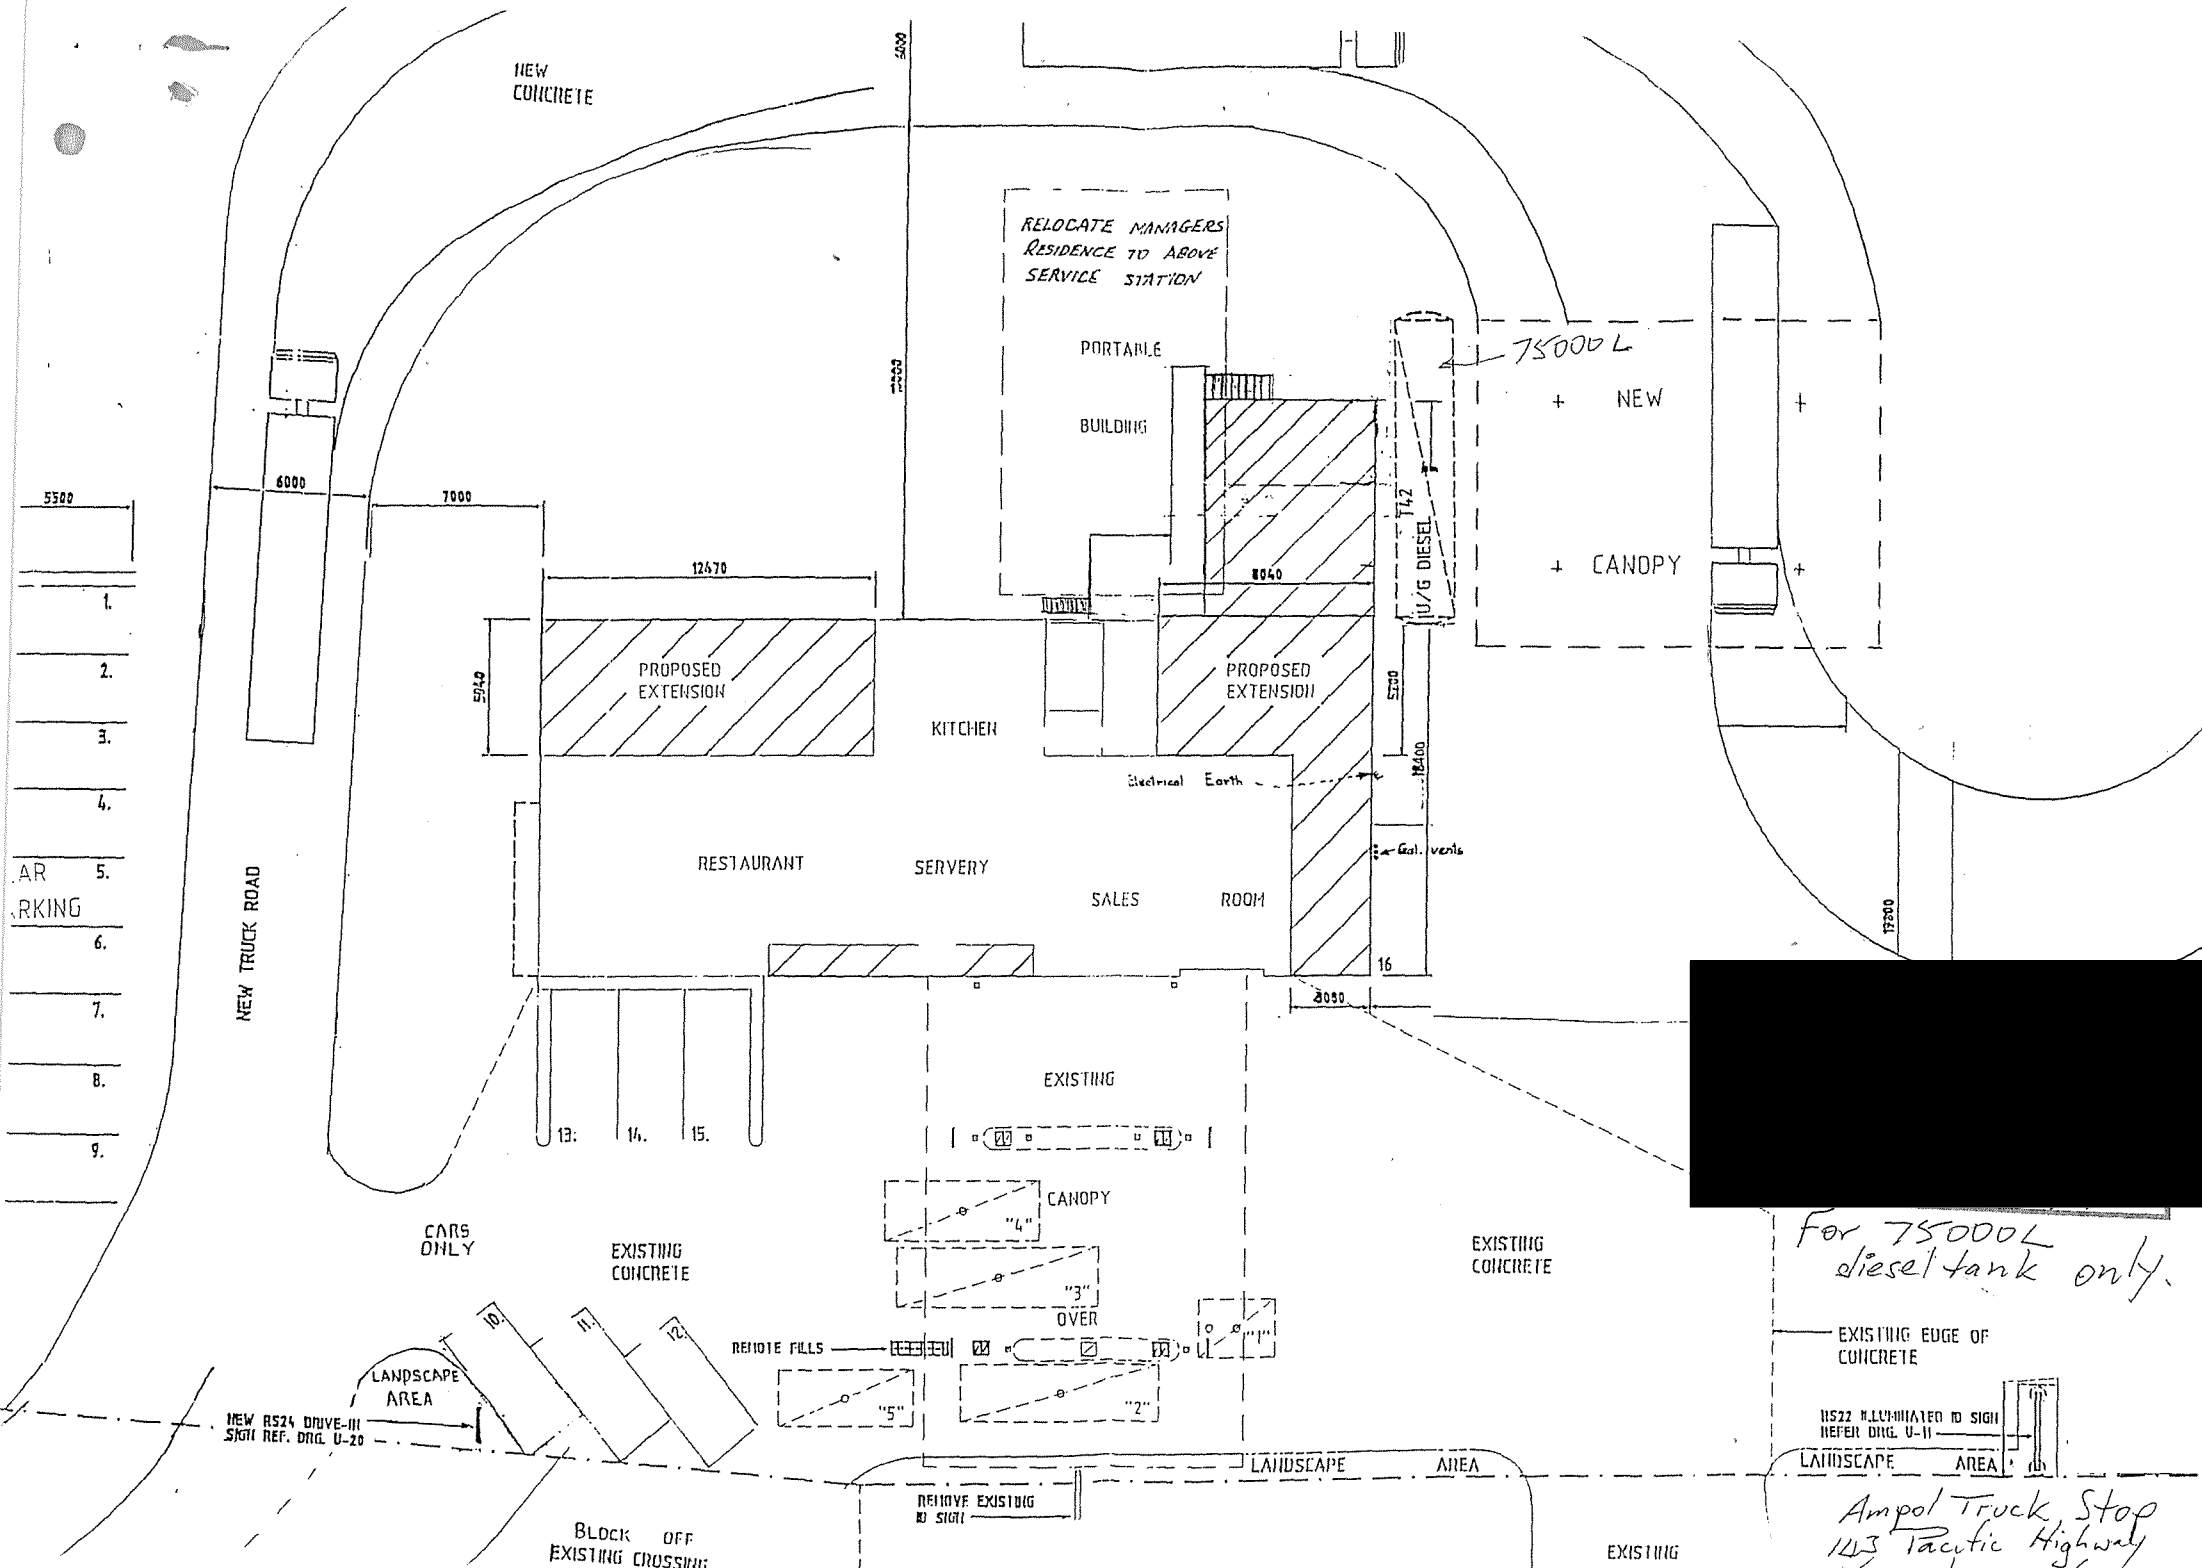 NEW
CONCRETE
6000
RELOCATE MANAGERS
RESIDENCE TO ABOVE
SERVICE STATION
75000 L
PORTABLE
NEW
BUILDING
5500
6000
7000
T42
U/G DIESEL
CANOPY
12470
8040
1.
2.
3.
4.
5.
6.
7.
8.
9.
PROPOSED
EXTENSION
PROPOSED
EXTENSION
5040
5200
KITCHEN
Electrical Earth
18400
Gal. vents
RESTAURANT
SERVERY
SALES ROOM
NEW TRUCK ROAD
16
EXISTING
13.
14.
15.
CANOPY
"4"
CARS
ONLY
EXISTING
CONCRETE
EXISTING
CONCRETE
For 75000L
diesel tank only.
"3"
OVER
10.
11.
12.
REMOTE FILLS
"1"
EXISTING EDGE OF
CONCRETE
LANDSCAPE
AREA
"5"
"2"
NEW RS24 DRIVE-IN
SIGN REF. DRG. U-20
RS22 ILLUMINATED ID SIGN
REFER DRG. U-11
LANDSCAPE AREA
LANDSCAPE AREA
REMOVE EXISTING
ID SIGN
Ampol Truck Stop
143 Pacific Highway
BLOCK OFF
EXISTING CROSSING
EXISTING